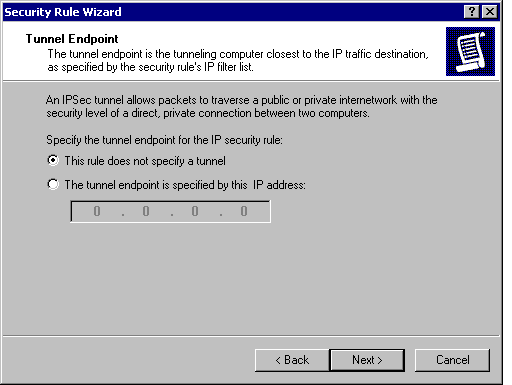 Security Rule Wizard
Tunnel Endpoint
The tunnel endpoint is the tunneling computer closest to the IP traffic destination,
as specified by the security rule's IP filter list.
An IPSec tunnel allows packets to traverse a public or private internetwork with the
security level of a direct, private connection between two computers.
Specify the tunnel endpoint for the IP security rule:
This rule does not specify a tunnel
The tunnel endpoint is specified by this IP address:
0 . 0 . 0 . 0
< Back Next > Cancel